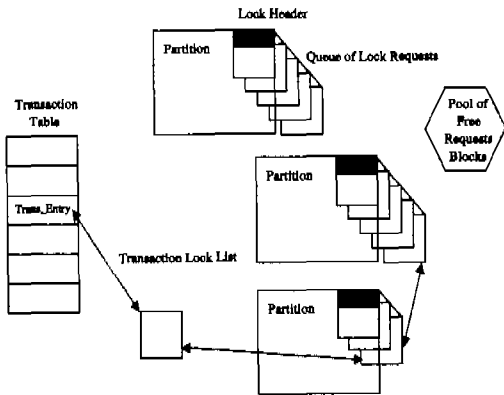 Lock Header
Partition
Queue of Lock Requests
Transaction
Table
Pool of
Free
Requests
Blocks
Partition
Trans_Entry
Transaction Lock List
Partition